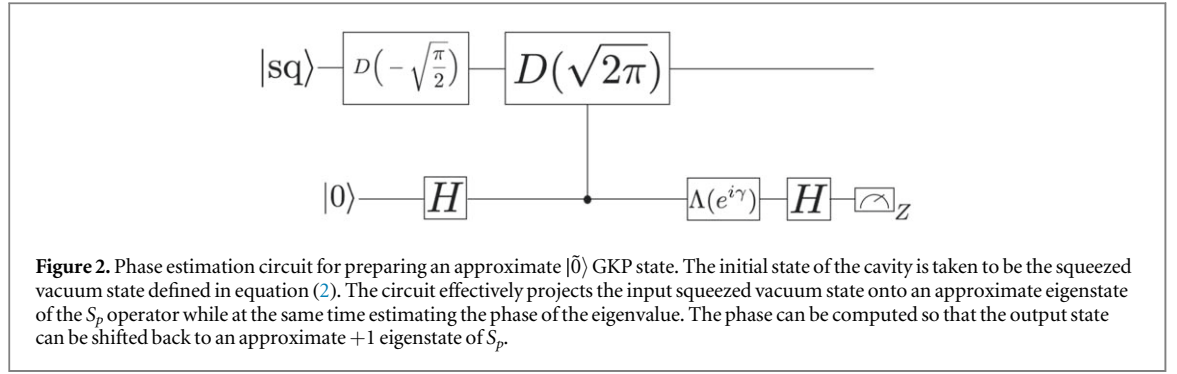 |sq⟩ D(−√π/2) D(√2π)
|0⟩ H Λ(e^{iγ}) H Z
Figure 2. Phase estimation circuit for preparing an approximate |0̃⟩ GKP state. The initial state of the cavity is taken to be the squeezed
vacuum state defined in equation (2). The circuit effectively projects the input squeezed vacuum state onto an approximate eigenstate
of the S_p operator while at the same time estimating the phase of the eigenvalue. The phase can be computed so that the output state
can be shifted back to an approximate +1 eigenstate of S_p.